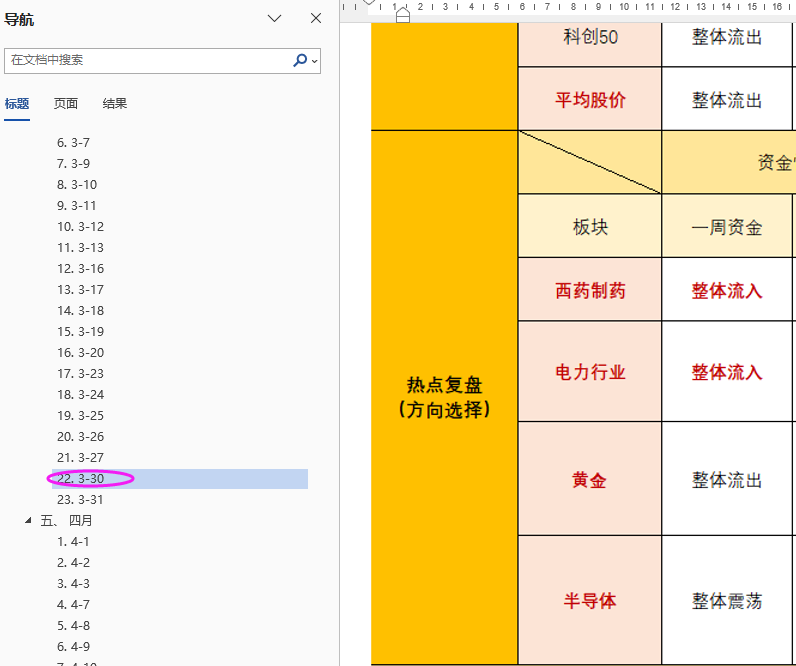 导航
在文档中搜索
标题 页面 结果
6. 3-7
7. 3-9
8. 3-10
9. 3-11
10. 3-12
11. 3-13
12. 3-16
13. 3-17
14. 3-18
15. 3-19
16. 3-20
17. 3-23
18. 3-24
19. 3-25
20. 3-26
21. 3-27
22. 3-30
23. 3-31
五、 四月
1. 4-1
2. 4-2
3. 4-3
4. 4-7
5. 4-8
6. 4-9
7. 4-10
1 2 3 4 5 6 7 8 9 10 11 12 13 14 15 16
科创50 整体流出
平均股价 整体流出
资金
板块 一周资金
西药制药 整体流入
电力行业 整体流入
热点复盘
(方向选择)
黄金 整体流出
半导体 整体震荡